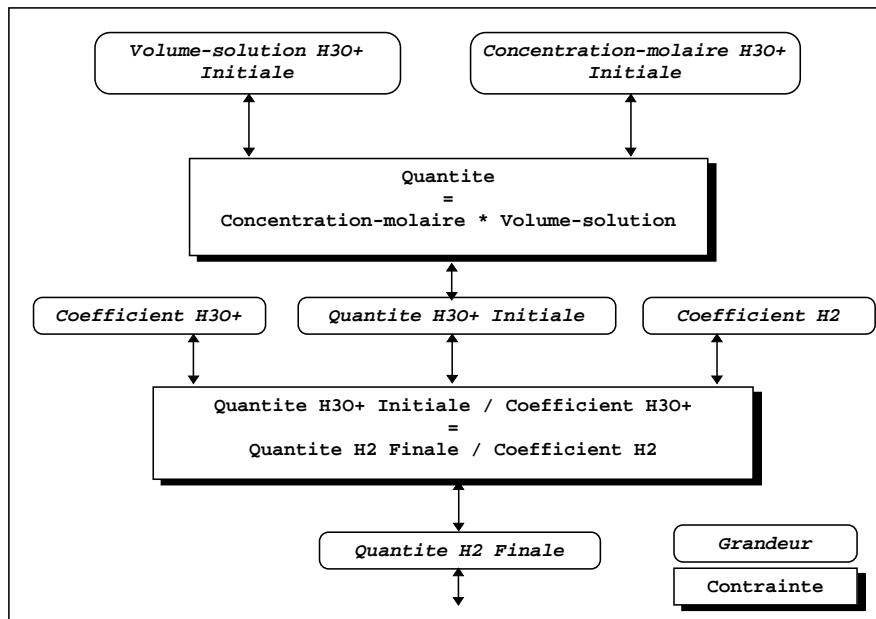 Volume-solution H3O+
Initiale
Concentration-molaire H3O+
Initiale
Quantite
=
Concentration-molaire * Volume-solution
Coefficient H3O+
Quantite H3O+ Initiale
Coefficient H2
Quantite H3O+ Initiale / Coefficient H3O+
=
Quantite H2 Finale / Coefficient H2
Quantite H2 Finale
Grandeur
Contrainte